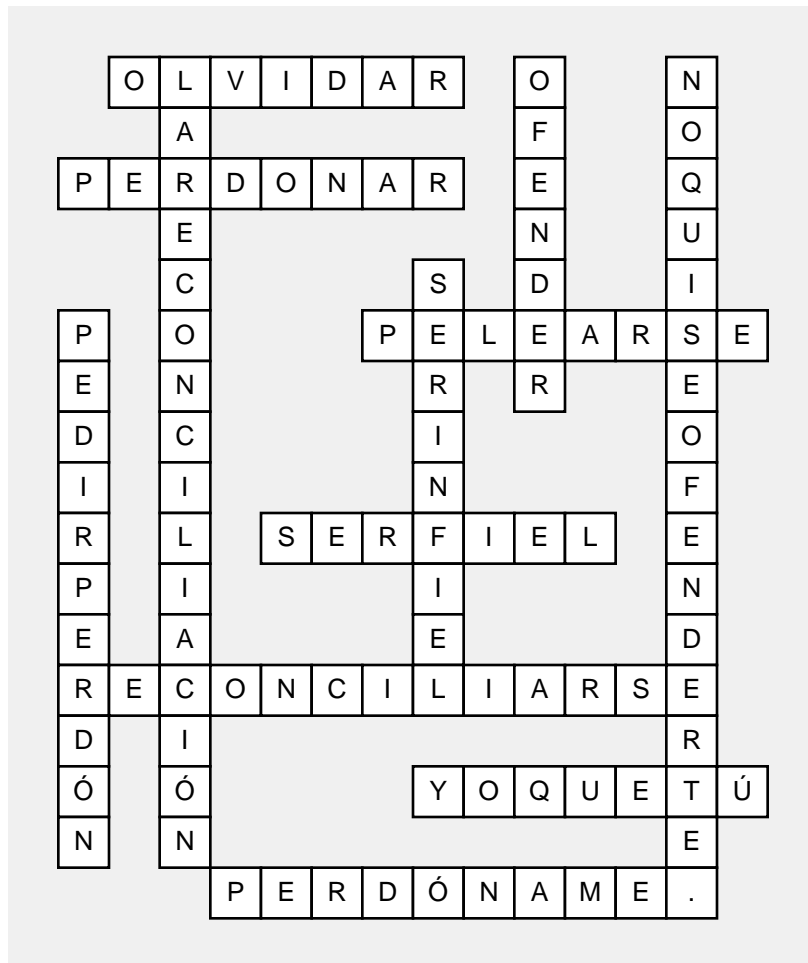 OLVIDAR
LARECONCILIACIÓN
OFENDER
NOQUISEOFENDERTE.
PERDONAR
SERINFIEL
PEDIRPERDÓN
PELEARSE
SERFIEL
RECONCILIARSE
YOQUETÚ
PERDÓNAME.